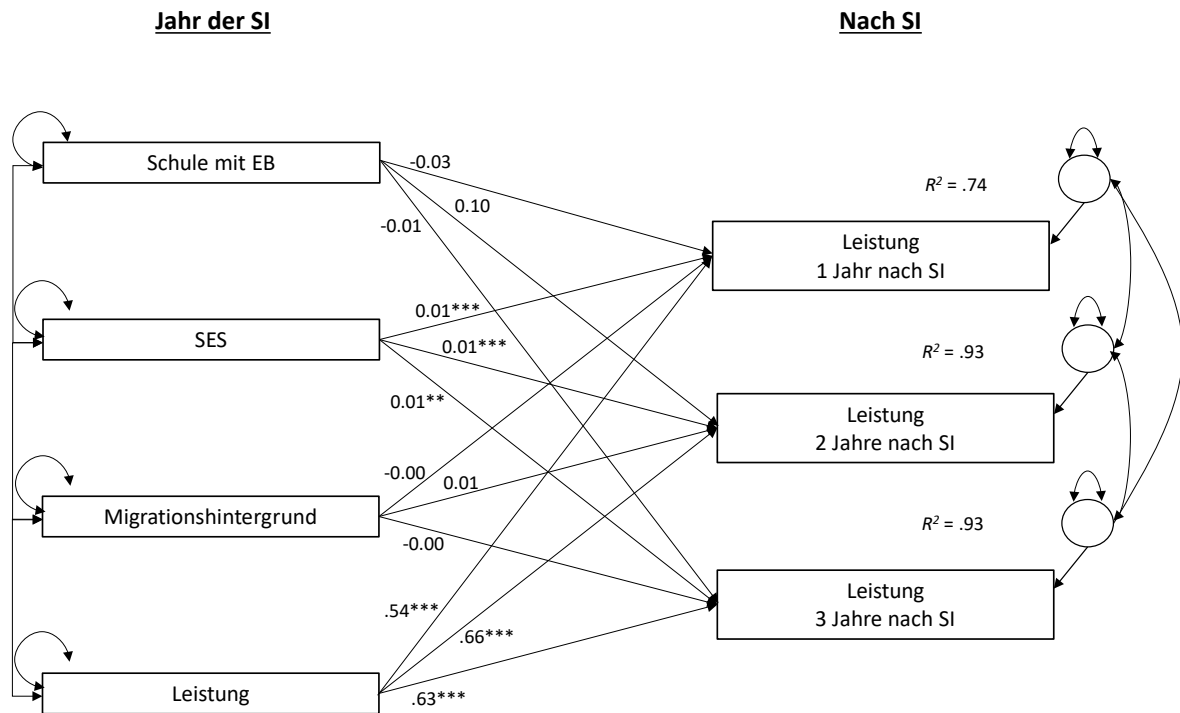 Jahr der SI
Nach SI
Schule mit EB
-0.03
0.10
-0.01
R² = .74
Leistung
1 Jahr nach SI
SES
0.01***
0.01***
0.01**
R² = .93
Leistung
2 Jahre nach SI
Migrationshintergrund
-0.00
0.01
-0.00
R² = .93
Leistung
3 Jahre nach SI
Leistung
.54***
.66***
.63***